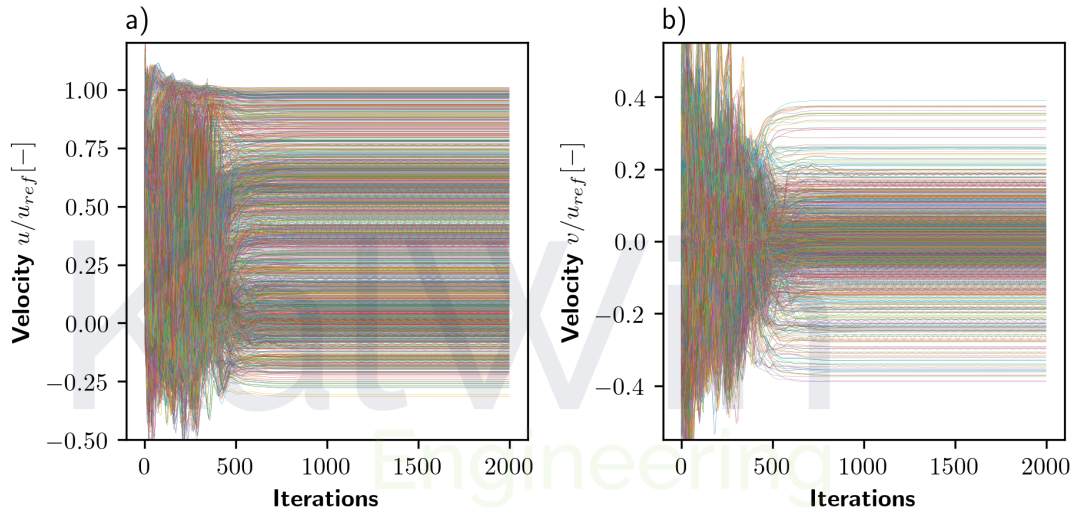 a)
Velocity u/u_ref [−]
1.00
0.75
0.50
0.25
0.00
−0.25
−0.50
0 500 1000 1500 2000
Iterations
b)
Velocity v/u_ref [−]
0.4
0.2
0.0
−0.2
−0.4
0 500 1000 1500 2000
Iterations
KalWin
Engineering